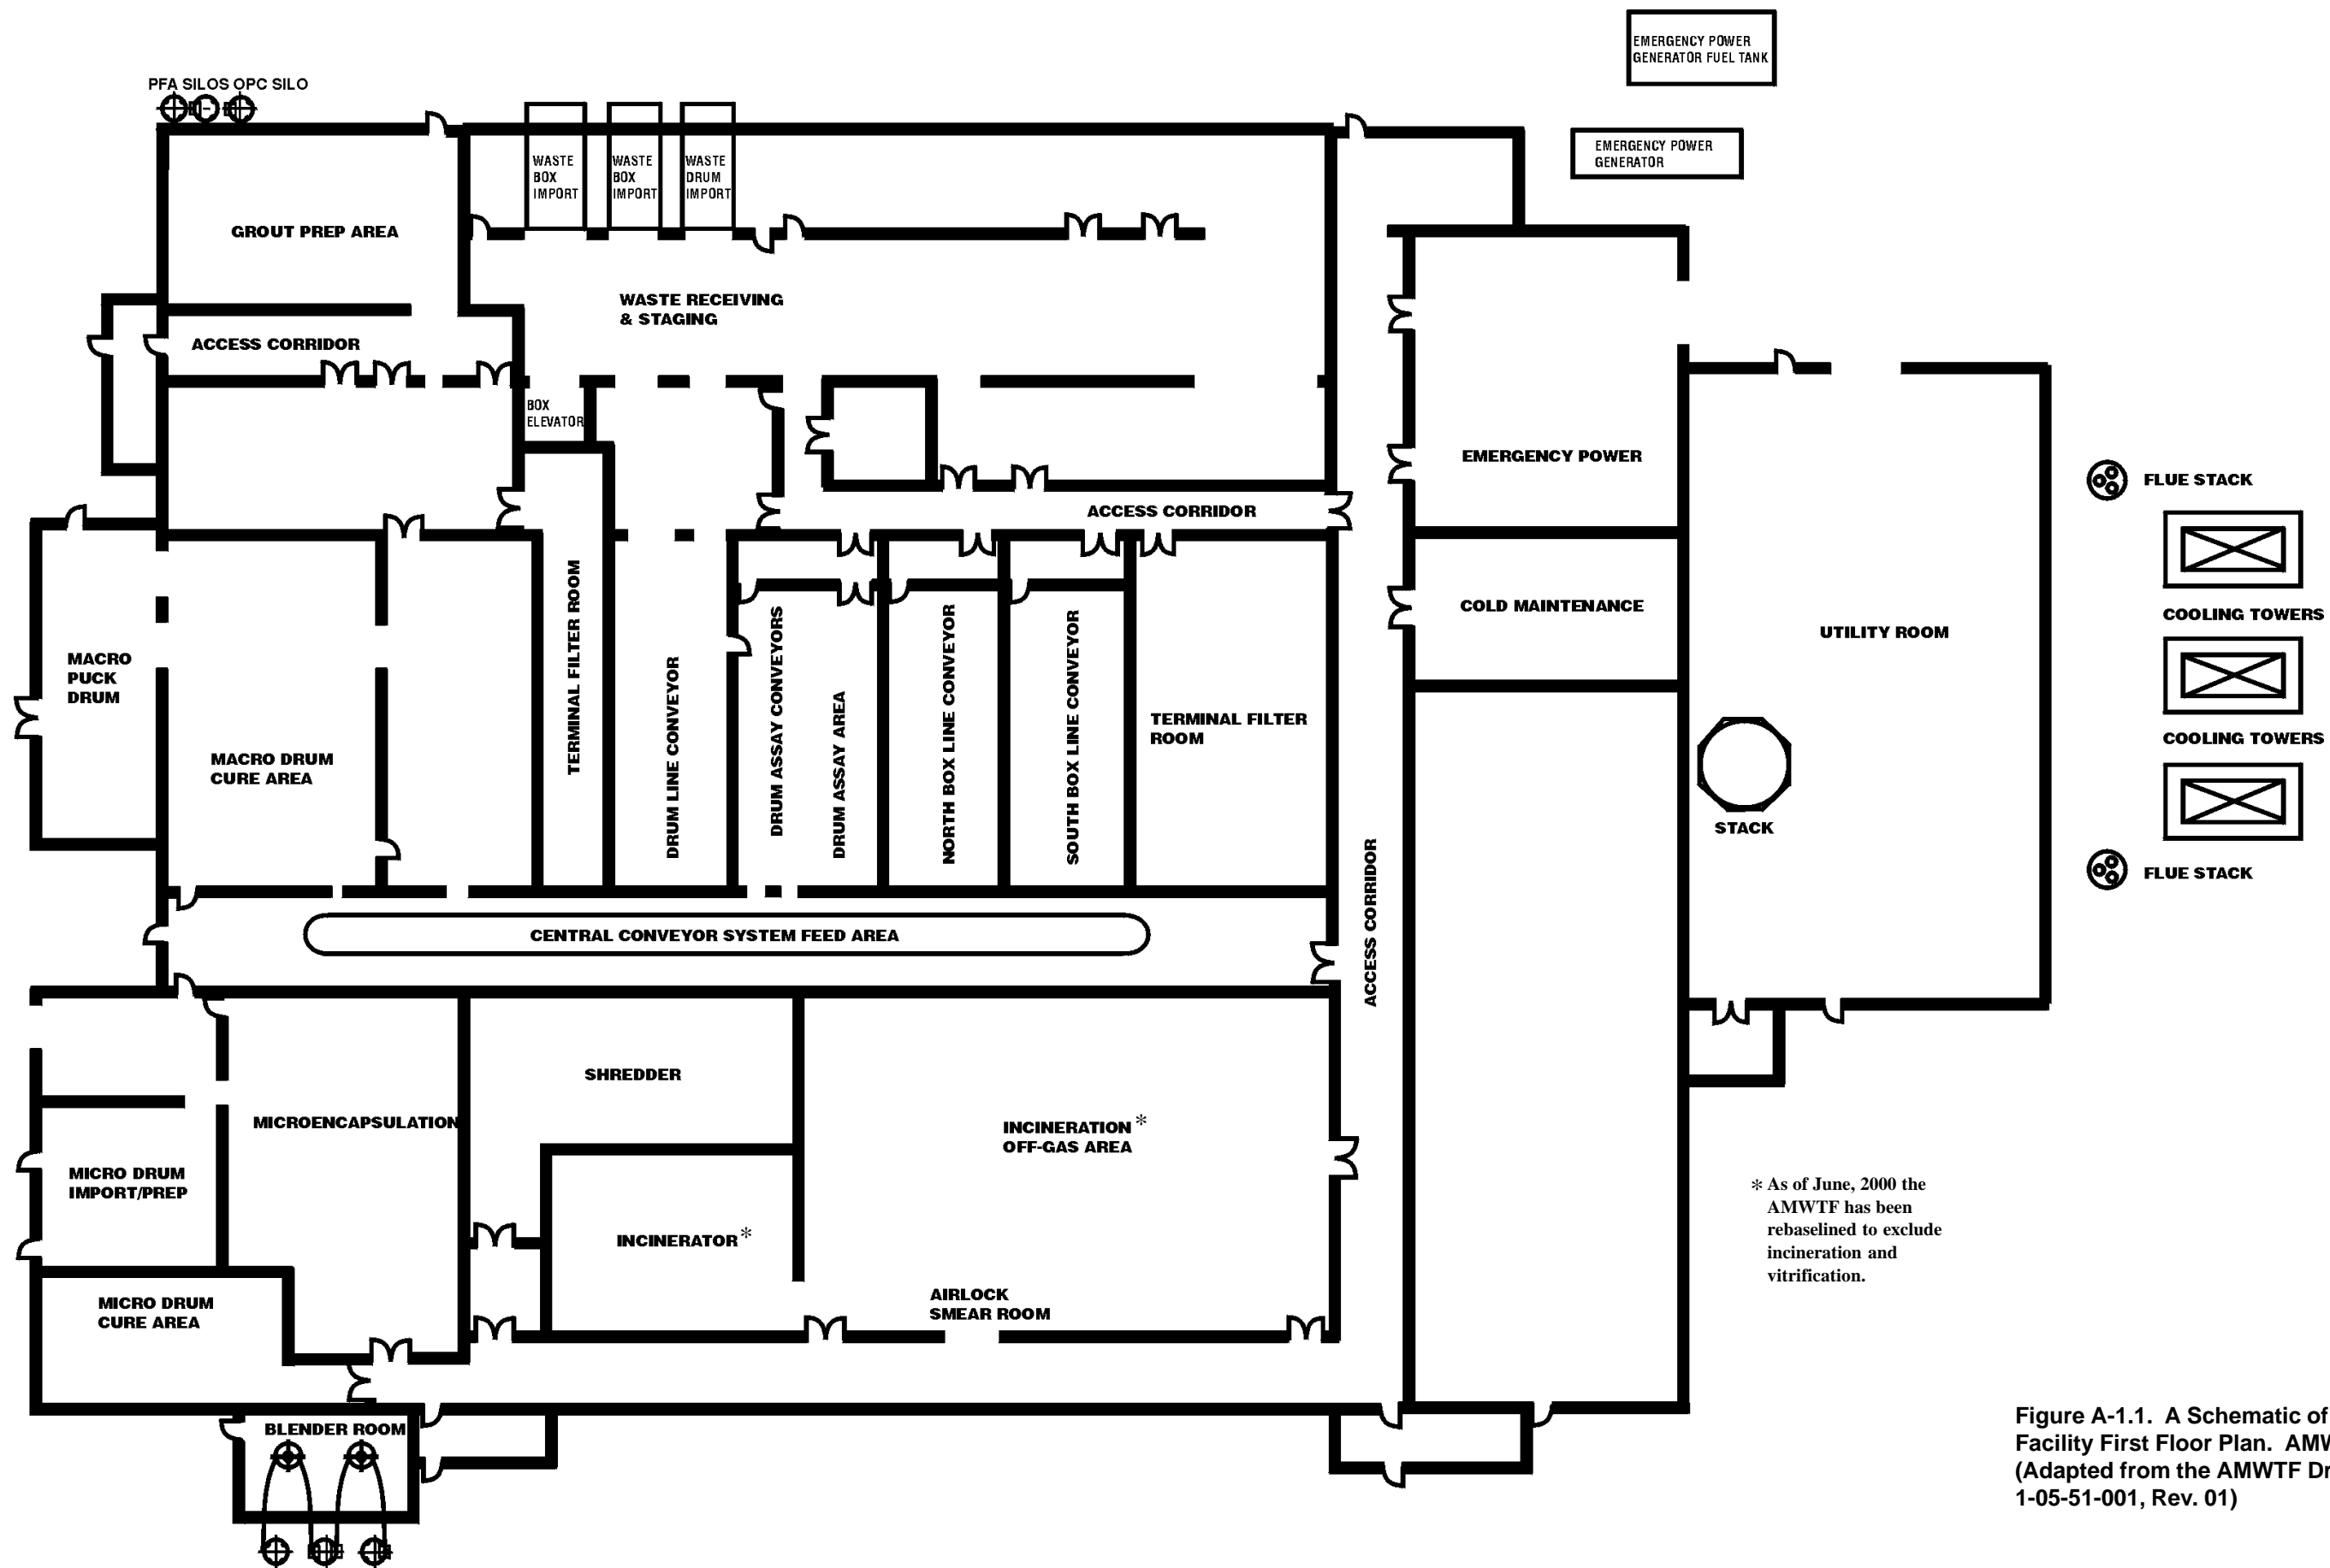 EMERGENCY POWER
GENERATOR FUEL TANK
PFA SILOS OPC SILO
EMERGENCY POWER
GENERATOR
WASTE
BOX
IMPORT
WASTE
BOX
IMPORT
WASTE
DRUM
IMPORT
GROUT PREP AREA
WASTE RECEIVING
& STAGING
ACCESS CORRIDOR
BOX
ELEVATOR
EMERGENCY POWER
FLUE STACK
ACCESS CORRIDOR
COLD MAINTENANCE
COOLING TOWERS
UTILITY ROOM
MACRO
PUCK
DRUM
MACRO DRUM
CURE AREA
TERMINAL FILTER ROOM
DRUM LINE CONVEYOR
DRUM ASSAY CONVEYORS
DRUM ASSAY AREA
NORTH BOX LINE CONVEYOR
SOUTH BOX LINE CONVEYOR
TERMINAL FILTER
ROOM
COOLING TOWERS
STACK
FLUE STACK
ACCESS CORRIDOR
CENTRAL CONVEYOR SYSTEM FEED AREA
SHREDDER
MICROENCAPSULATION
INCINERATION*
OFF-GAS AREA
MICRO DRUM
IMPORT/PREP
INCINERATOR*
* As of June, 2000 the
AMWTF has been
rebaselined to exclude
incineration and
vitrification.
MICRO DRUM
CURE AREA
AIRLOCK
SMEAR ROOM
BLENDER ROOM
Figure A-1.1. A Schematic of
Facility First Floor Plan. AMW
(Adapted from the AMWTF Dr
1-05-51-001, Rev. 01)